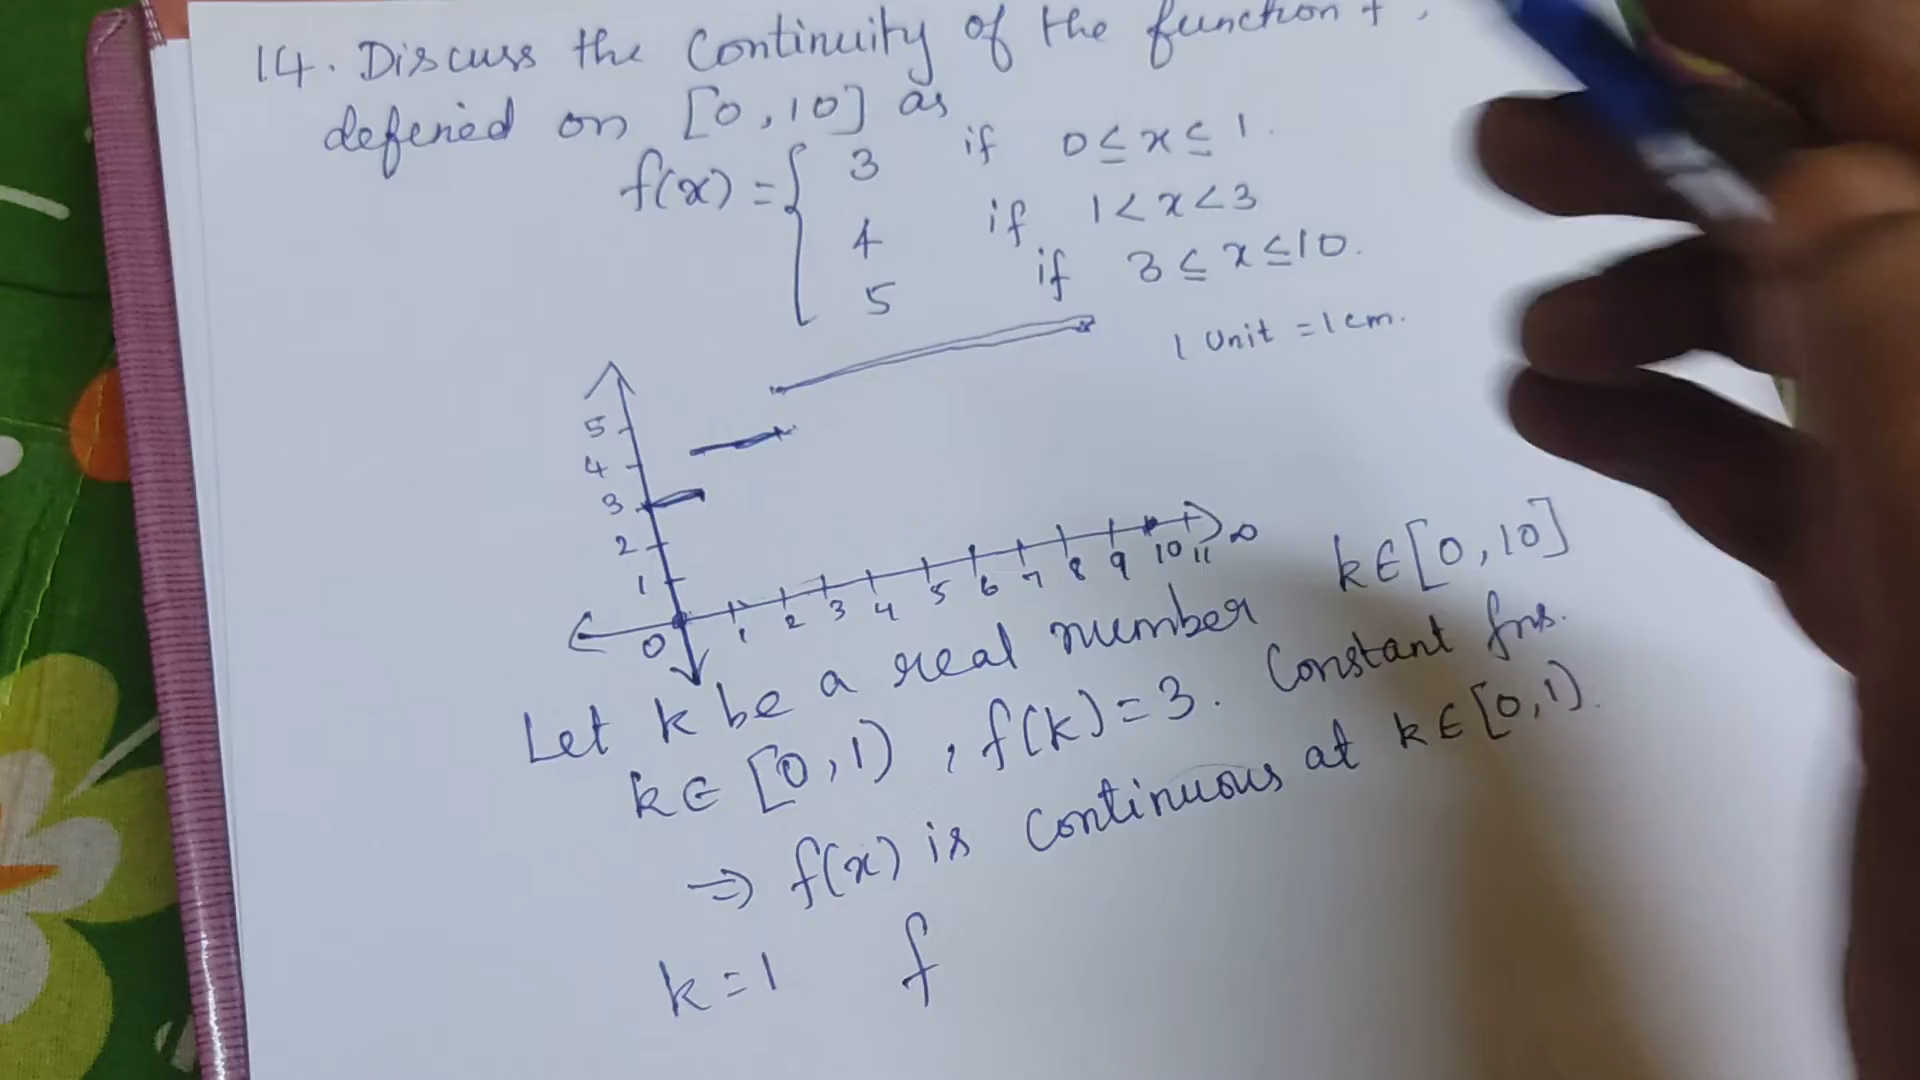 14. Discuss the Continuity of the function f,
defened on [0,10] as
f(x) = { 3 if 0 ≤ x ≤ 1.
4 if 1 < x < 3
5 if 3 ≤ x ≤ 10.
1 Unit = 1 cm.
5
4
3
2
1
0 1 2 3 4 5 6 7 8 9 10 11 ∞
Let k be a real number k ∈ [0,10]
k ∈ [0,1) , f(k) = 3. Constant fns.
⇒ f(x) is Continuous at k ∈ [0,1).
k = 1 f